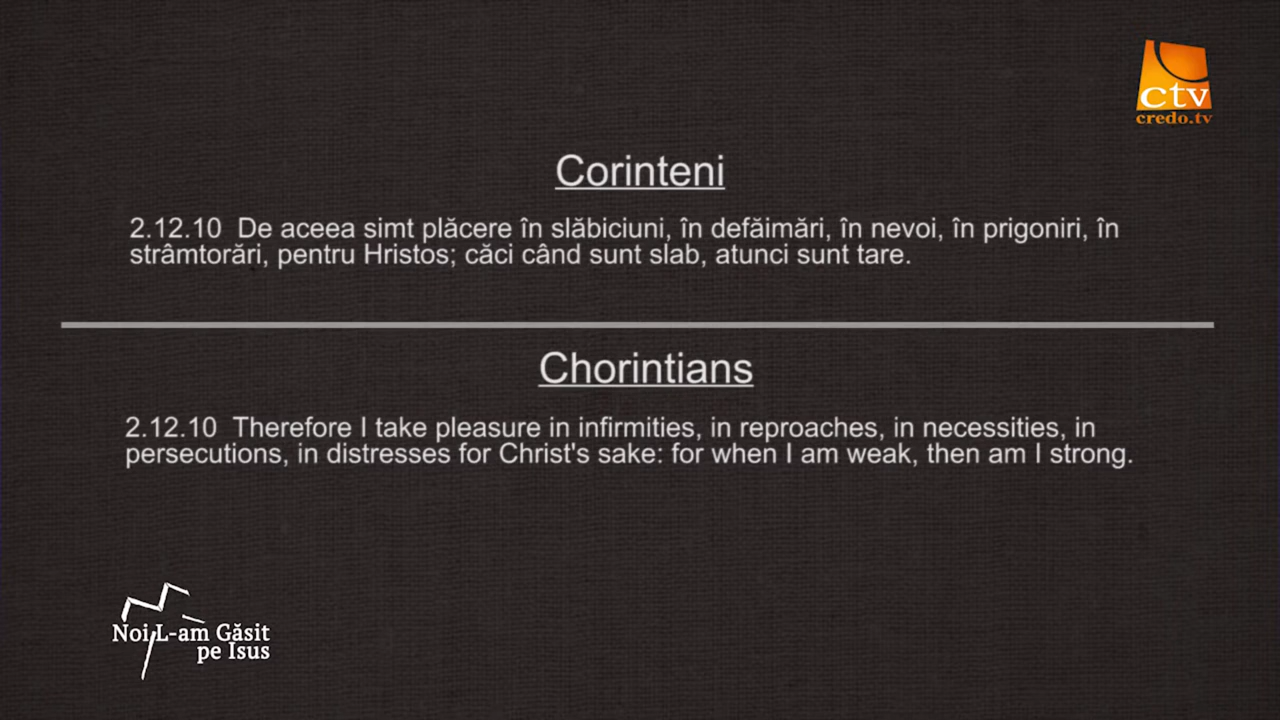 ctv
credo.tv
Corinteni
2.12.10 De aceea simt plăcere în slăbiciuni, în defăimări, în nevoi, în prigoniri, în
strâmtorări, pentru Hristos; căci când sunt slab, atunci sunt tare.
Chorintians
2.12.10 Therefore I take pleasure in infirmities, in reproaches, in necessities, in
persecutions, in distresses for Christ's sake: for when I am weak, then am I strong.
Noi L-am Găsit
pe Isus